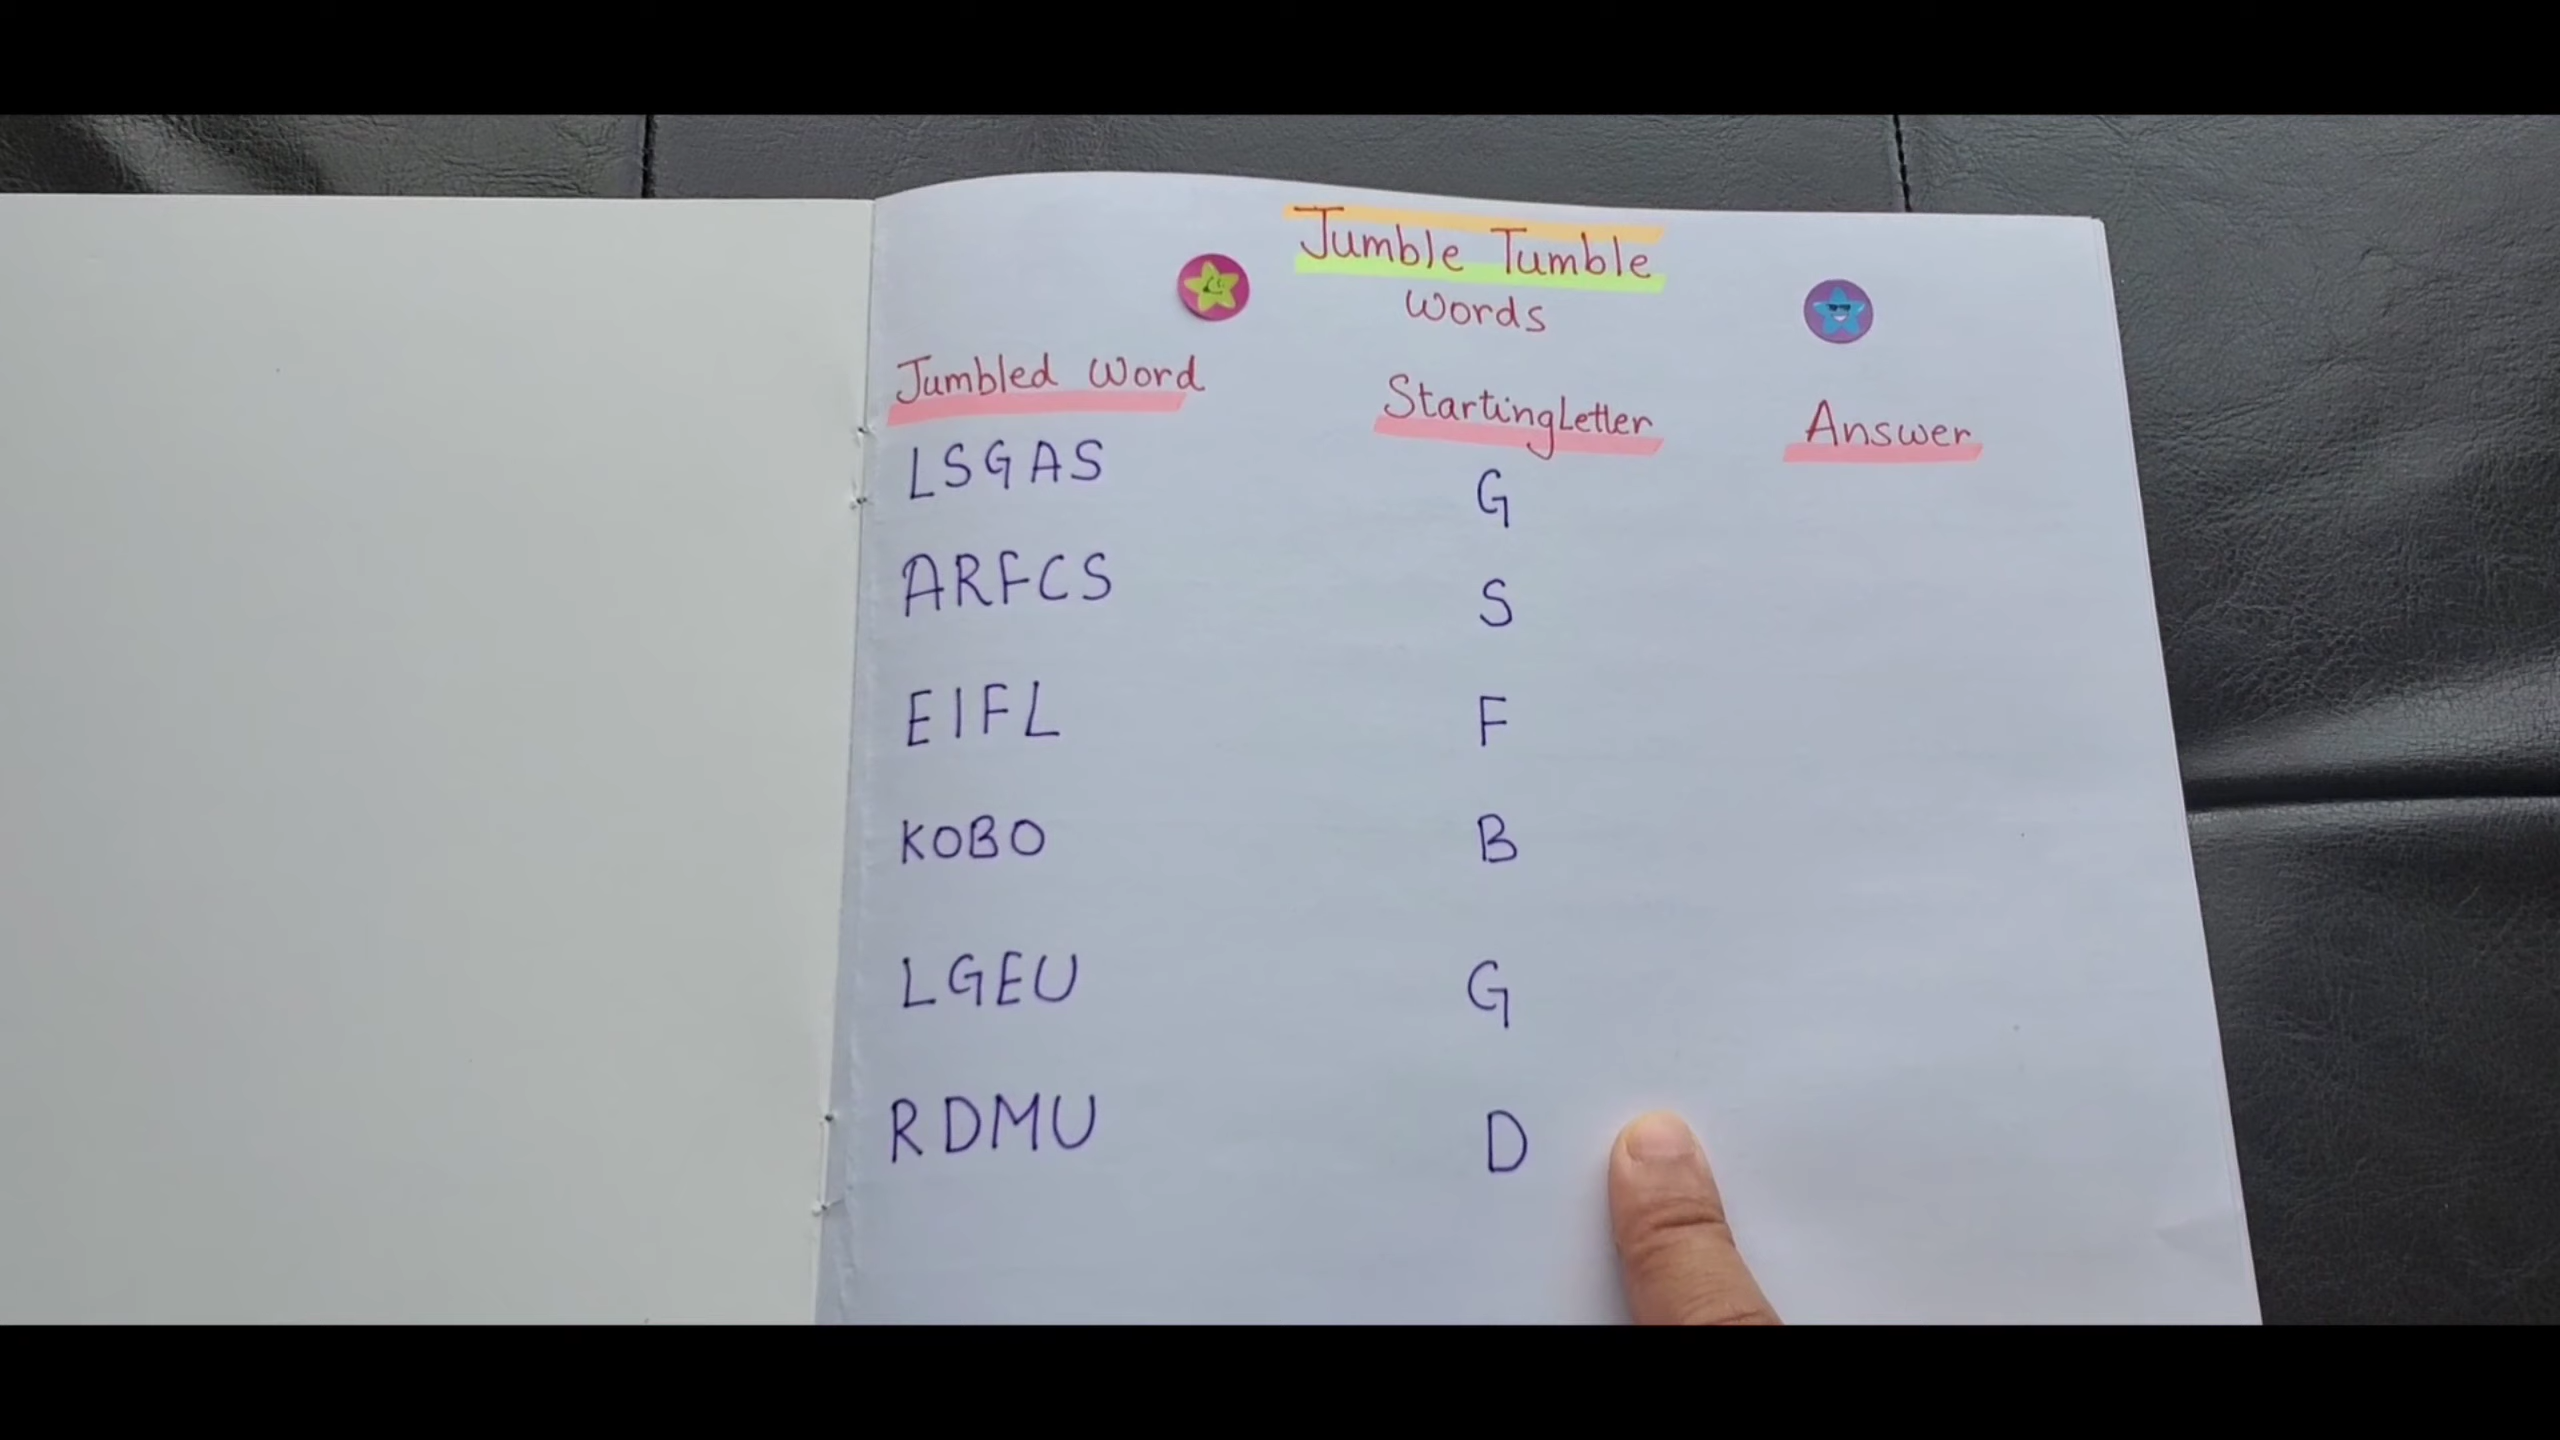 Jumble Tumble
Words
Jumbled Word StartingLetter Answer
LSGAS G
ARFCS S
EIFL F
KOBO B
LGEU G
RDMU D